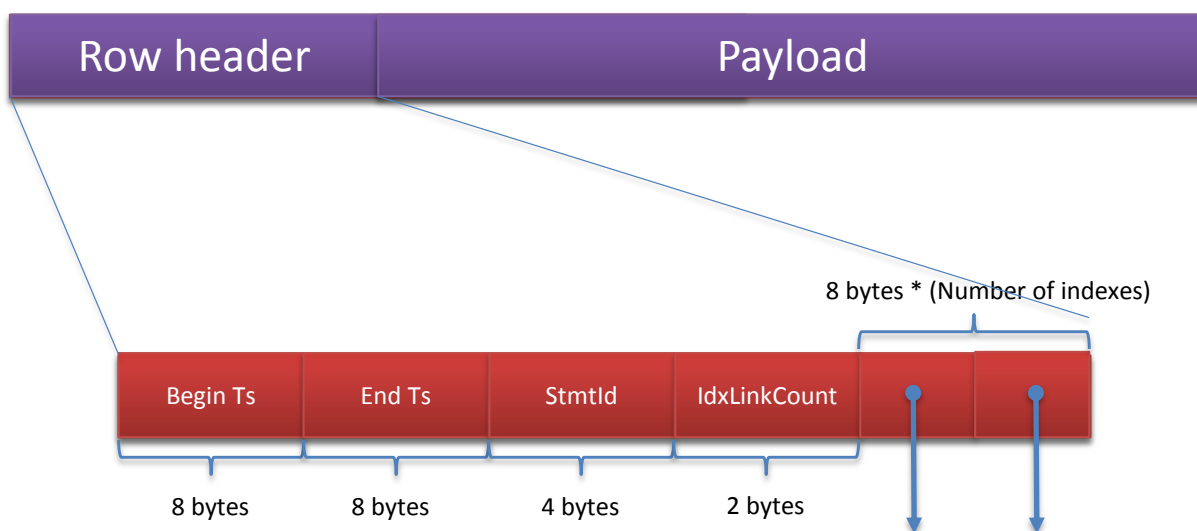 Row header
Payload
8 bytes * (Number of indexes)
Begin Ts
End Ts
StmtId
IdxLinkCount
8 bytes
8 bytes
4 bytes
2 bytes